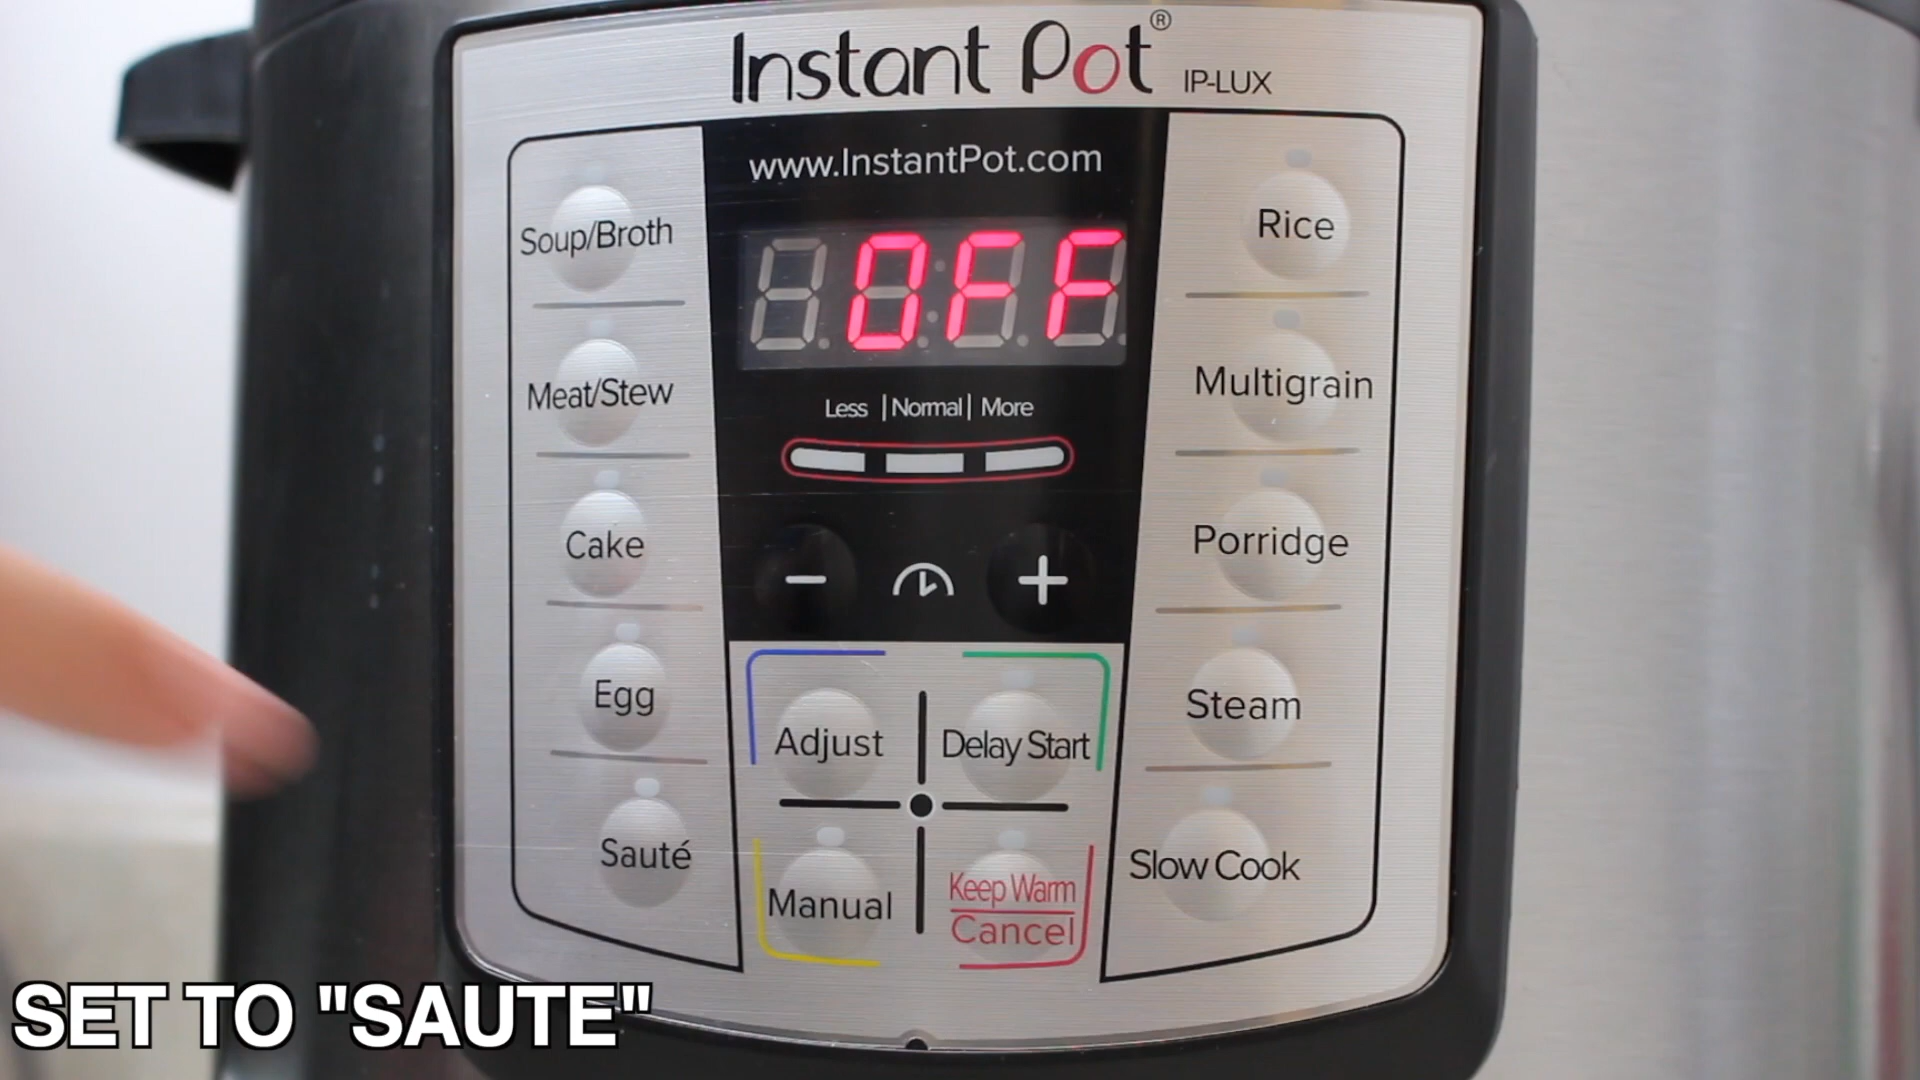 Instant Pot® IP-LUX
www.InstantPot.com
OFF
Less | Normal | More
Soup/Broth
Meat/Stew
Cake
Egg
Sauté
- +
Adjust
Delay Start
Manual
Keep Warm
Cancel
Rice
Multigrain
Porridge
Steam
Slow Cook
SET TO "SAUTE"